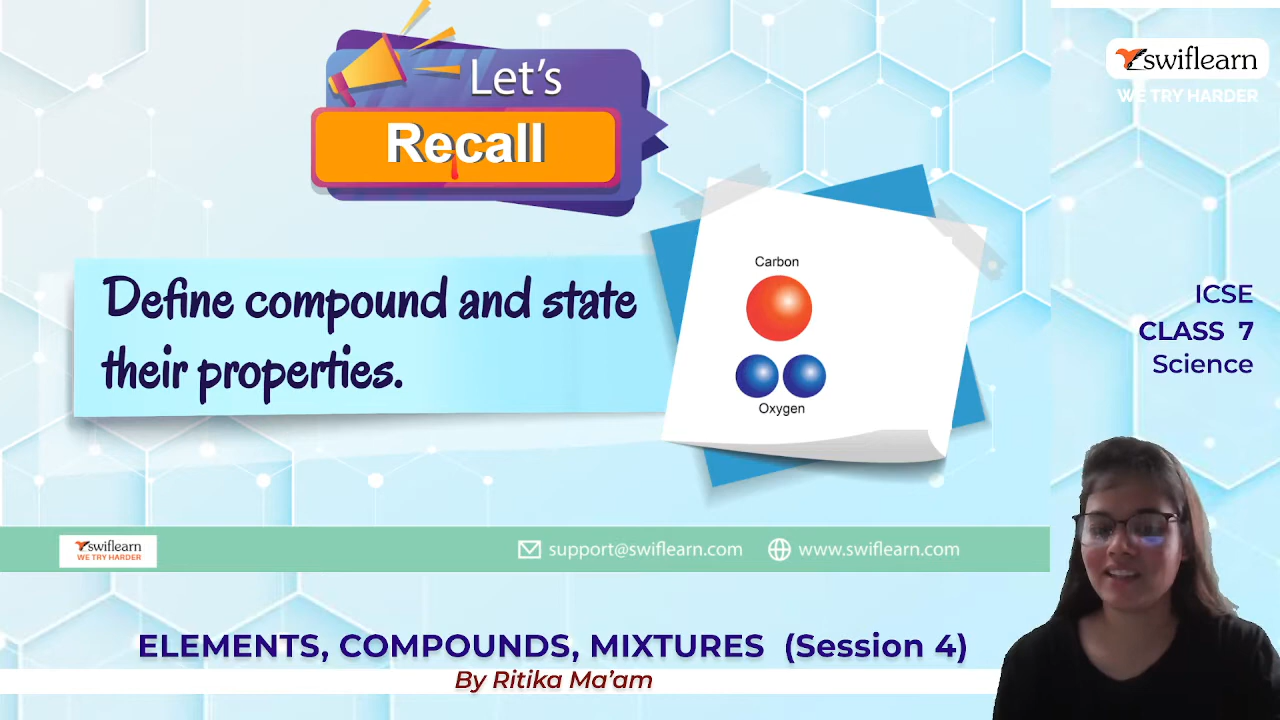 Let's
Recall
swiflearn
WE TRY HARDER
Define compound and state
their properties.
Carbon
Oxygen
ICSE
CLASS 7
Science
swiflearn
WE TRY HARDER
support@swiflearn.com
www.swiflearn.com
ELEMENTS, COMPOUNDS, MIXTURES (Session 4)
By Ritika Ma'am